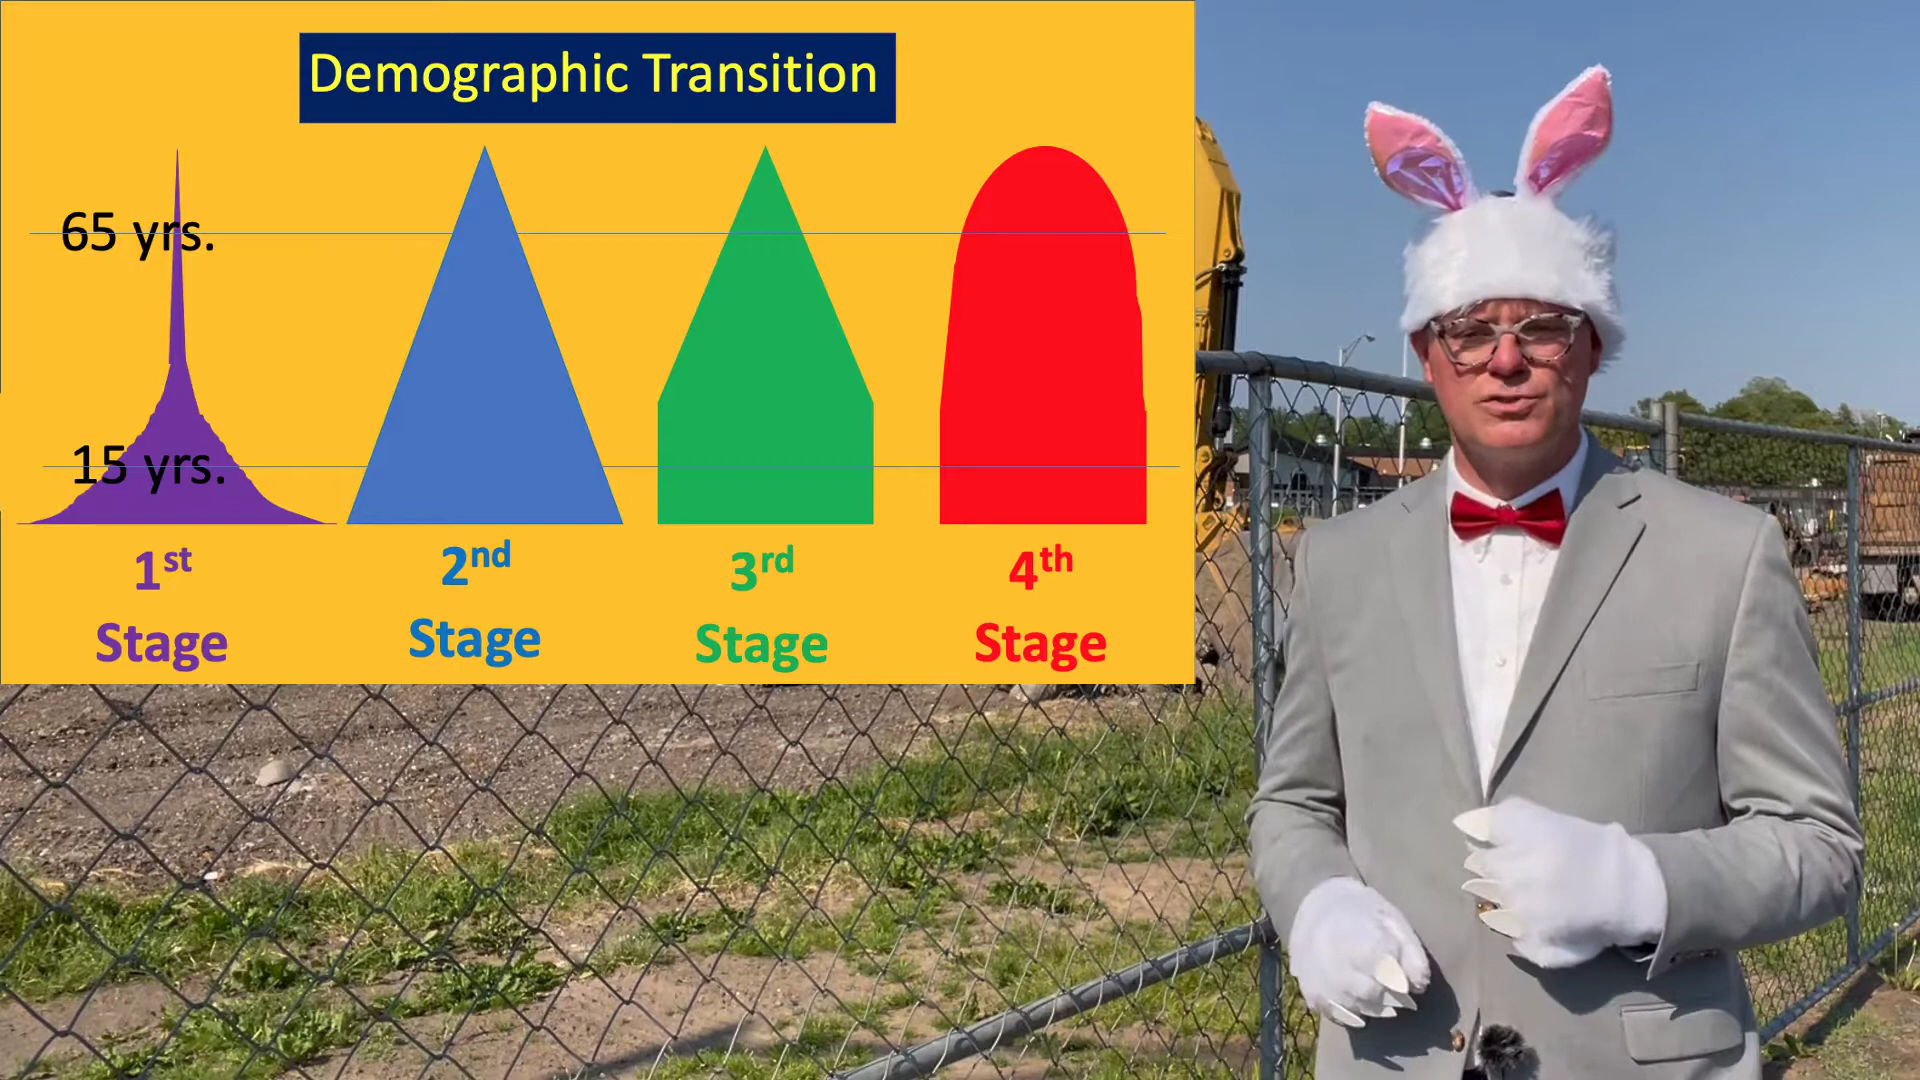 Demographic Transition
65 yrs.
15 yrs.
1st Stage
2nd Stage
3rd Stage
4th Stage